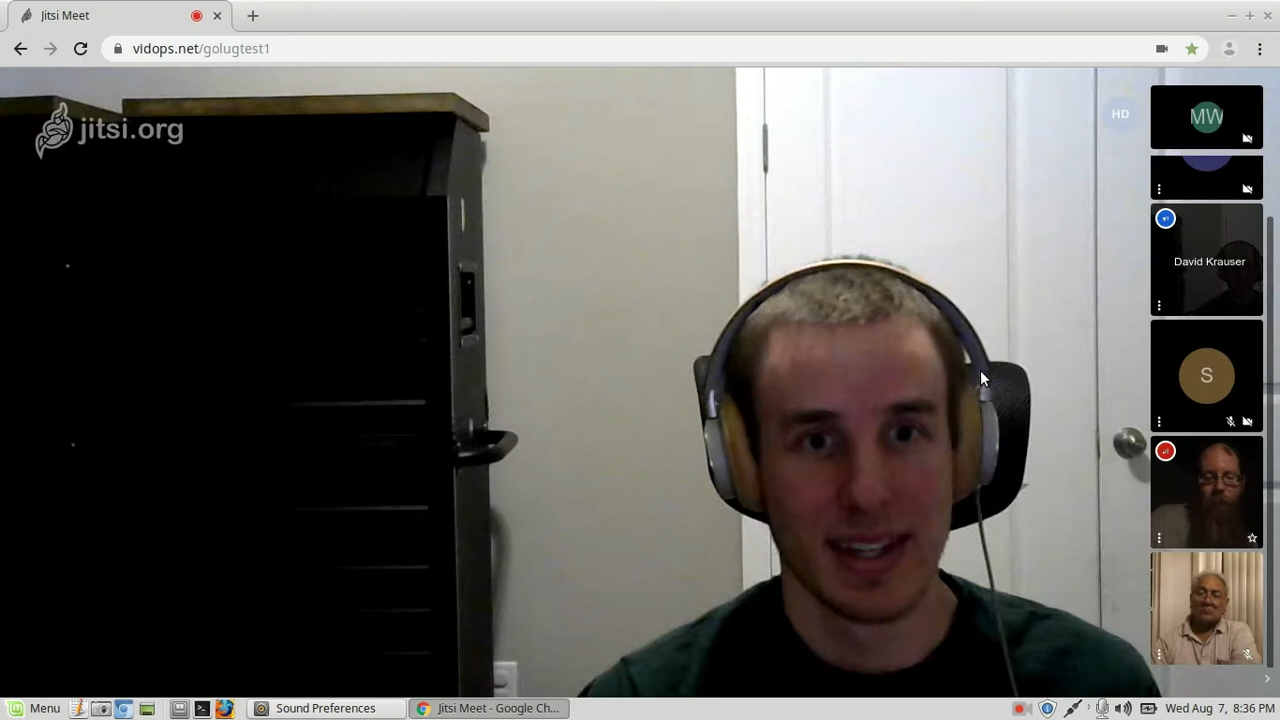 Jitsi Meet
vidops.net/golugtest1
jitsi.org
HD
MW
David Krauser
S
Menu
Sound Preferences
Jitsi Meet - Google Ch...
Wed Aug 7, 8:36 PM